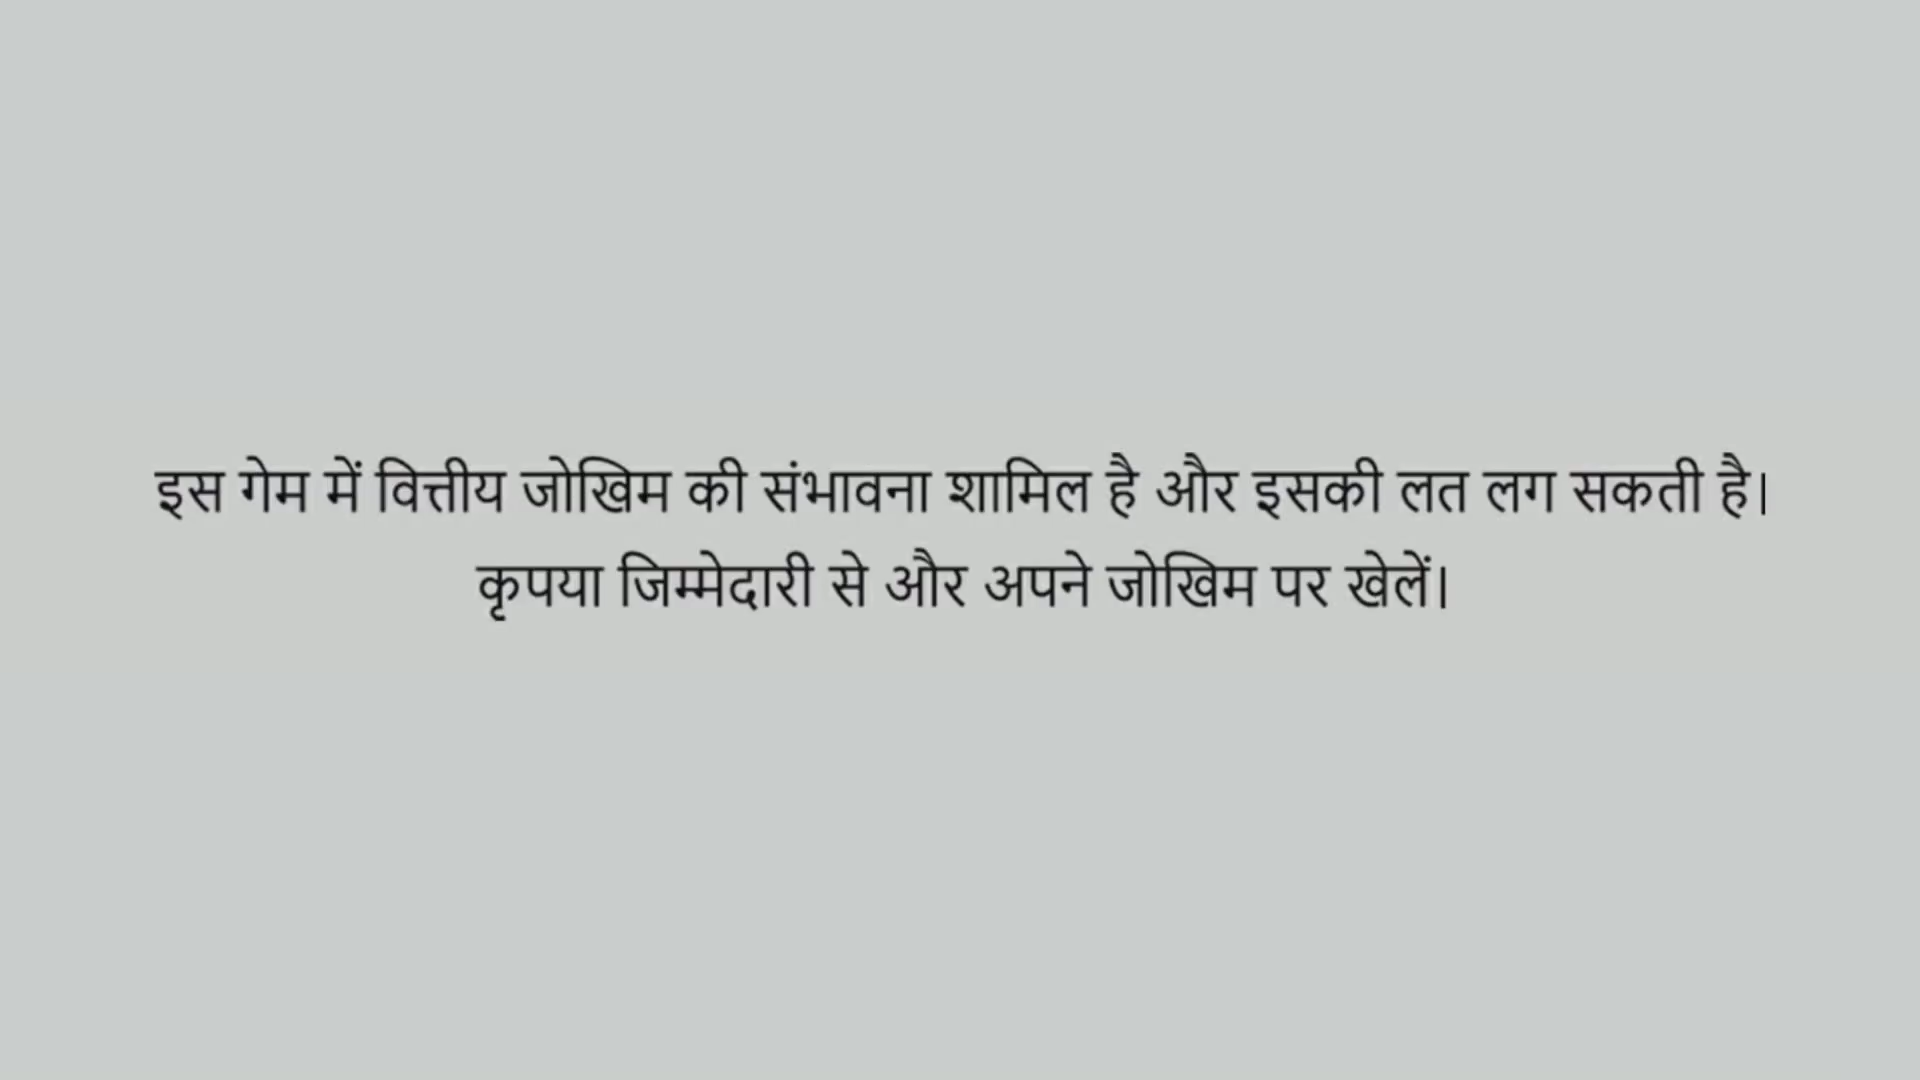 इस गेम में वित्तीय जोखिम की संभावना शामिल है और इसकी लत लग सकती है।
कृपया जिम्मेदारी से और अपने जोखिम पर खेलें।